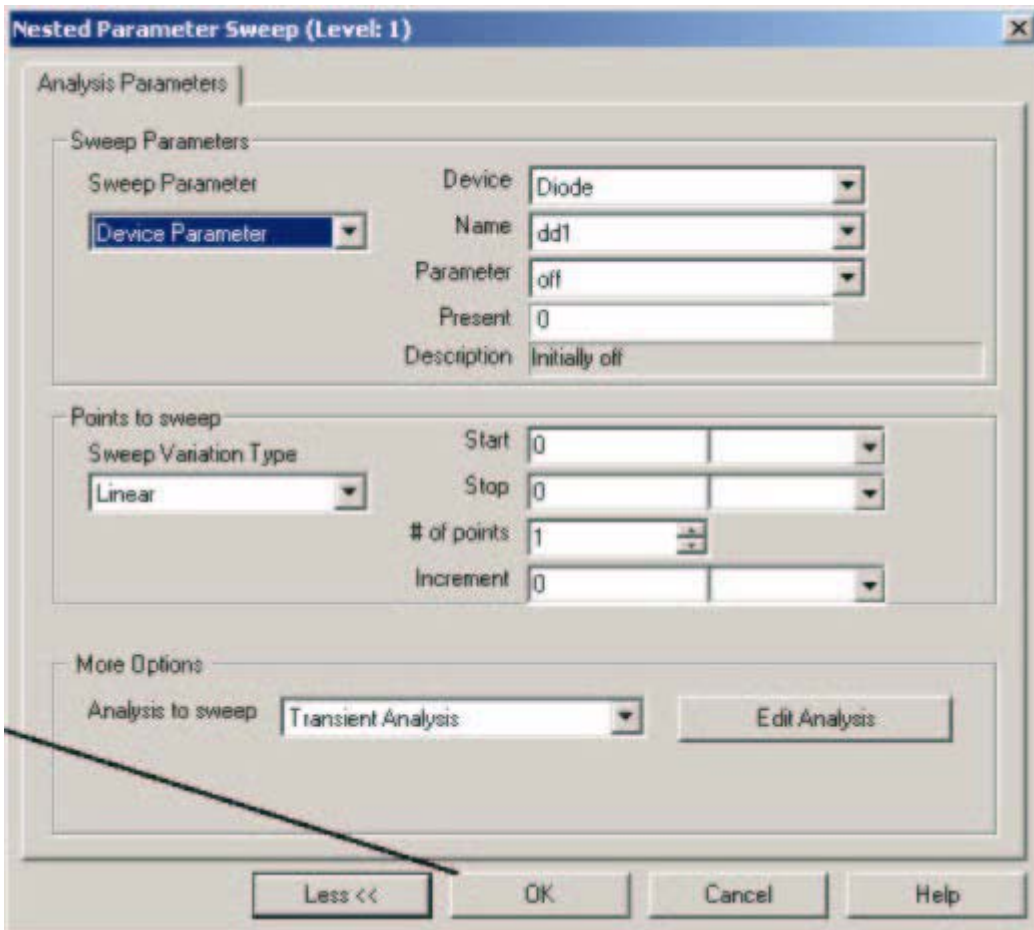 Nested Parameter Sweep (Level: 1)
Analysis Parameters
Sweep Parameters
Sweep Parameter
Device Parameter
Device Diode
Name dd1
Parameter off
Present 0
Description Initially off
Points to sweep
Sweep Variation Type
Linear
Start 0
Stop 0
# of points 1
Increment 0
More Options
Analysis to sweep Transient Analysis Edit Analysis
Less << OK Cancel Help